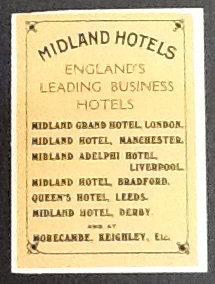 MIDLAND HOTELS
ENGLAND'S
LEADING BUSINESS
HOTELS
MIDLAND GRAND HOTEL, LONDON.
MIDLAND HOTEL, MANCHESTER.
MIDLAND ADELPHI HOTEL,
LIVERPOOL.
MIDLAND HOTEL, BRADFORD.
QUEEN'S HOTEL, LEEDS.
MIDLAND HOTEL, DERBY.
AND AT
MORECAMBE, KEIGHLEY, Etc.